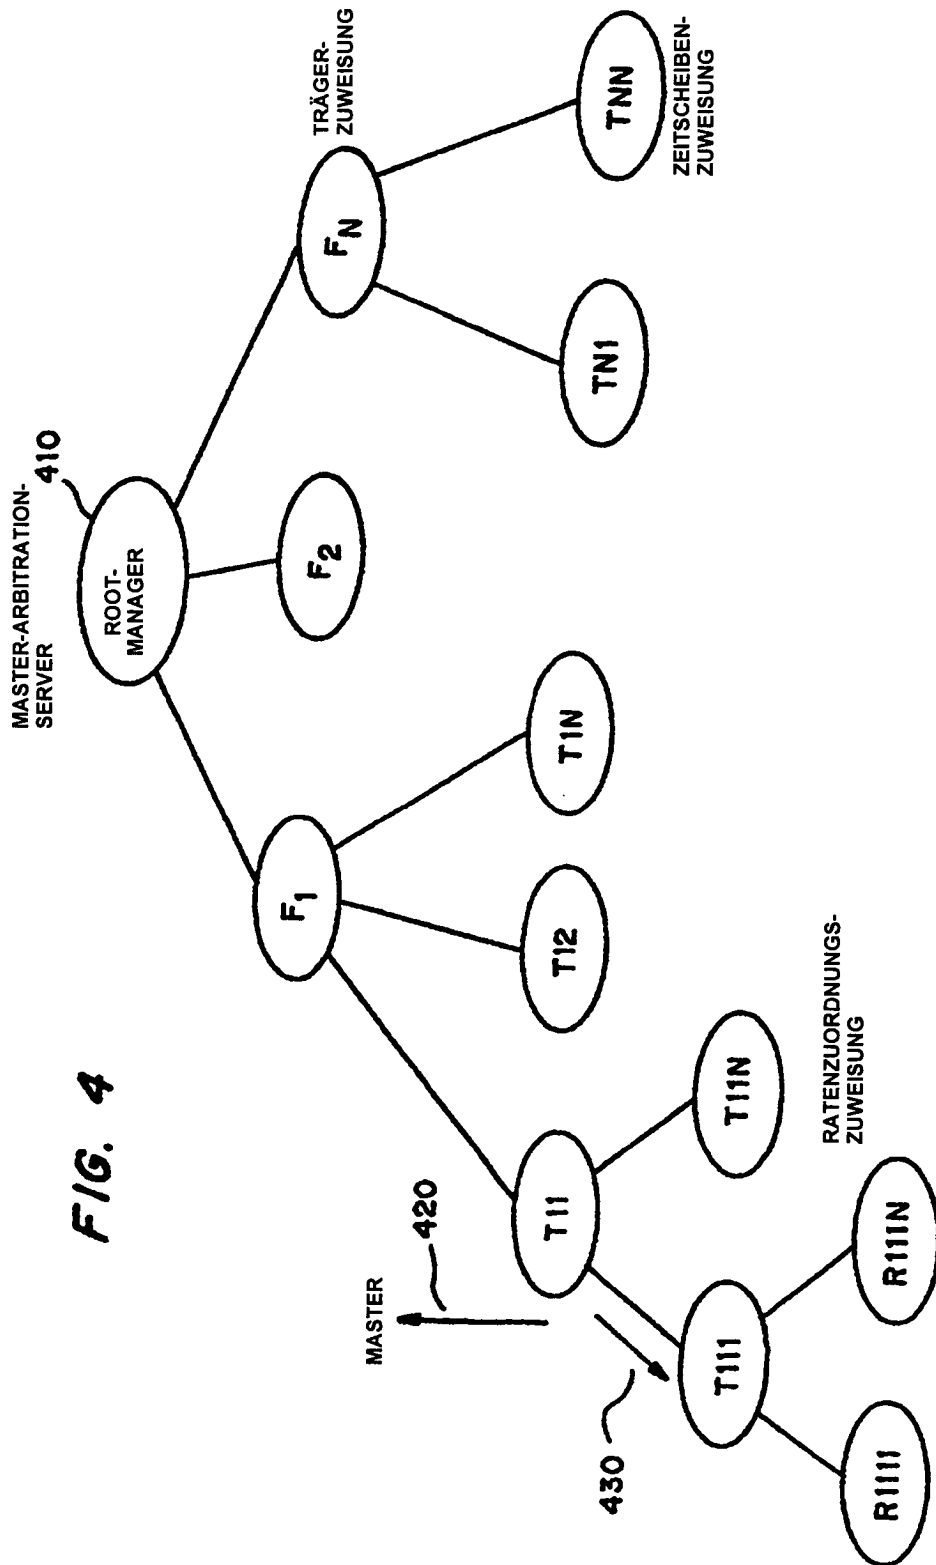 FIG. 4
MASTER-ARBITRATION-
SERVER
410
ROOT-
MANAGER
TRÄGER-
ZUWEISUNG
F1
F2
FN
MASTER
420
T11
T12
T1N
TN1
TNN
ZEITSCHEIBEN-
ZUWEISUNG
430
T111
T11N
RATENZUORDNUNGS-
ZUWEISUNG
R1111
R111N